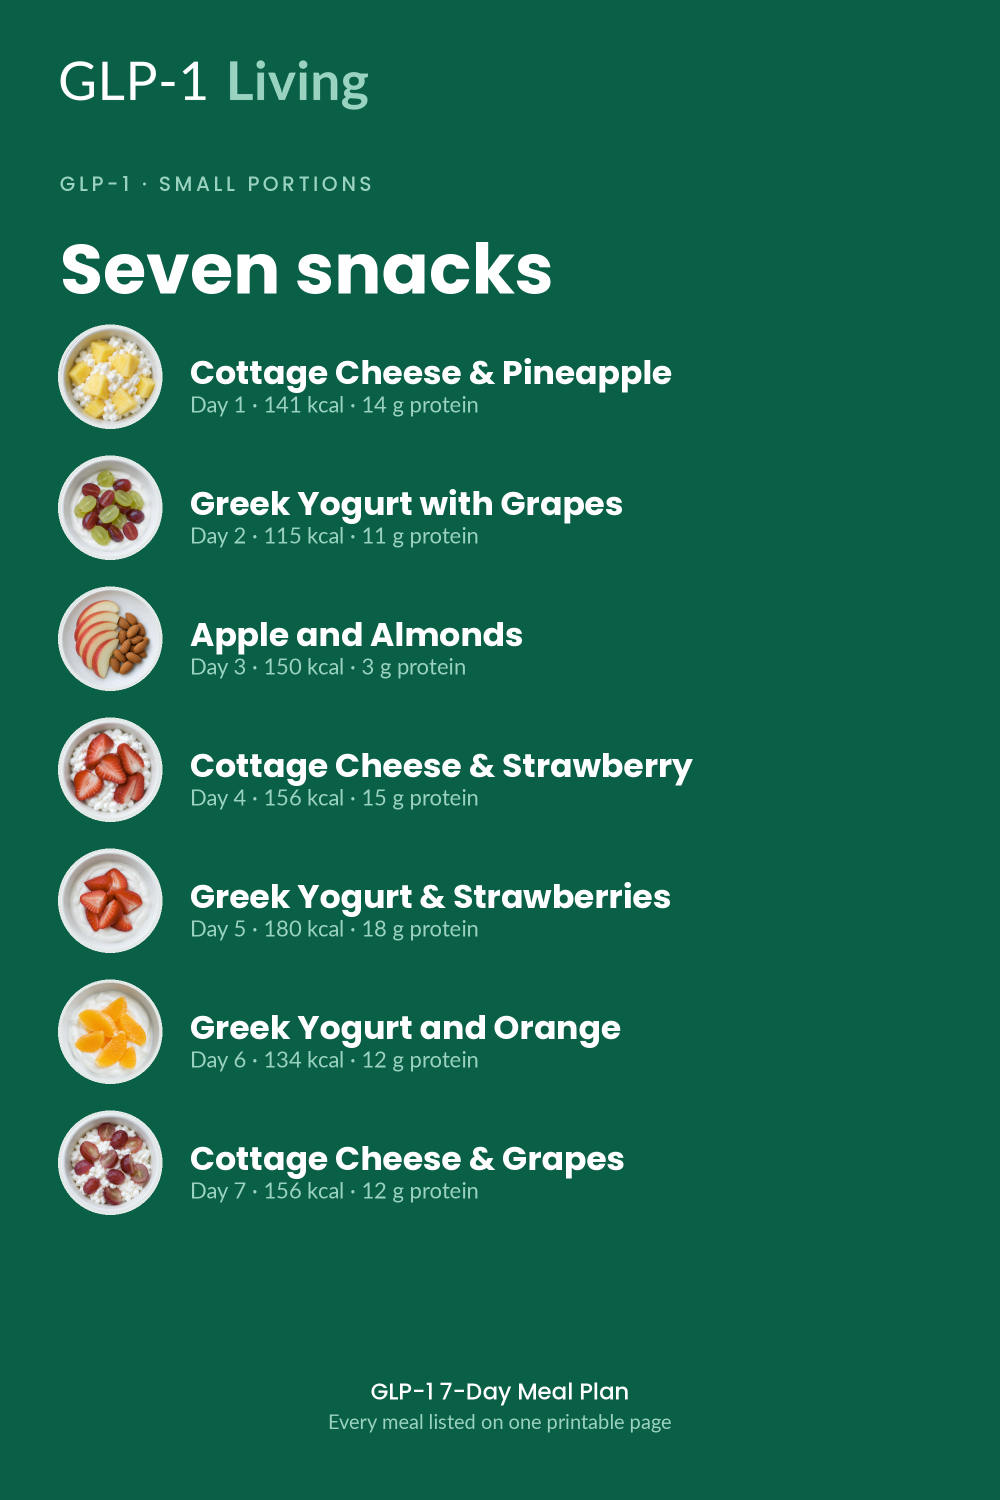 GLP-1 Living
GLP-1 · SMALL PORTIONS
Seven snacks
Cottage Cheese & Pineapple
Day 1 · 141 kcal · 14 g protein
Greek Yogurt with Grapes
Day 2 · 115 kcal · 11 g protein
Apple and Almonds
Day 3 · 150 kcal · 3 g protein
Cottage Cheese & Strawberry
Day 4 · 156 kcal · 15 g protein
Greek Yogurt & Strawberries
Day 5 · 180 kcal · 18 g protein
Greek Yogurt and Orange
Day 6 · 134 kcal · 12 g protein
Cottage Cheese & Grapes
Day 7 · 156 kcal · 12 g protein
GLP-1 7-Day Meal Plan
Every meal listed on one printable page